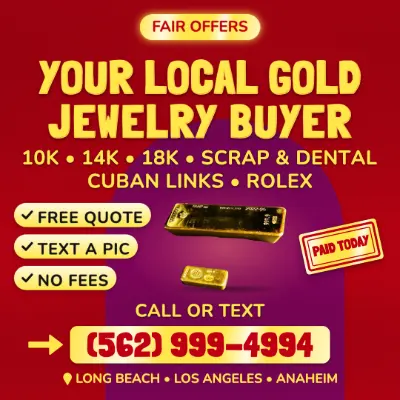 FAIR OFFERS
YOUR LOCAL GOLD
JEWELRY BUYER
10K • 14K • 18K • SCRAP & DENTAL
CUBAN LINKS • ROLEX
✓ FREE QUOTE
✓ TEXT A PIC
✓ NO FEES
PAID TODAY
CALL OR TEXT
→ (562) 999-4994
LONG BEACH • LOS ANGELES • ANAHEIM